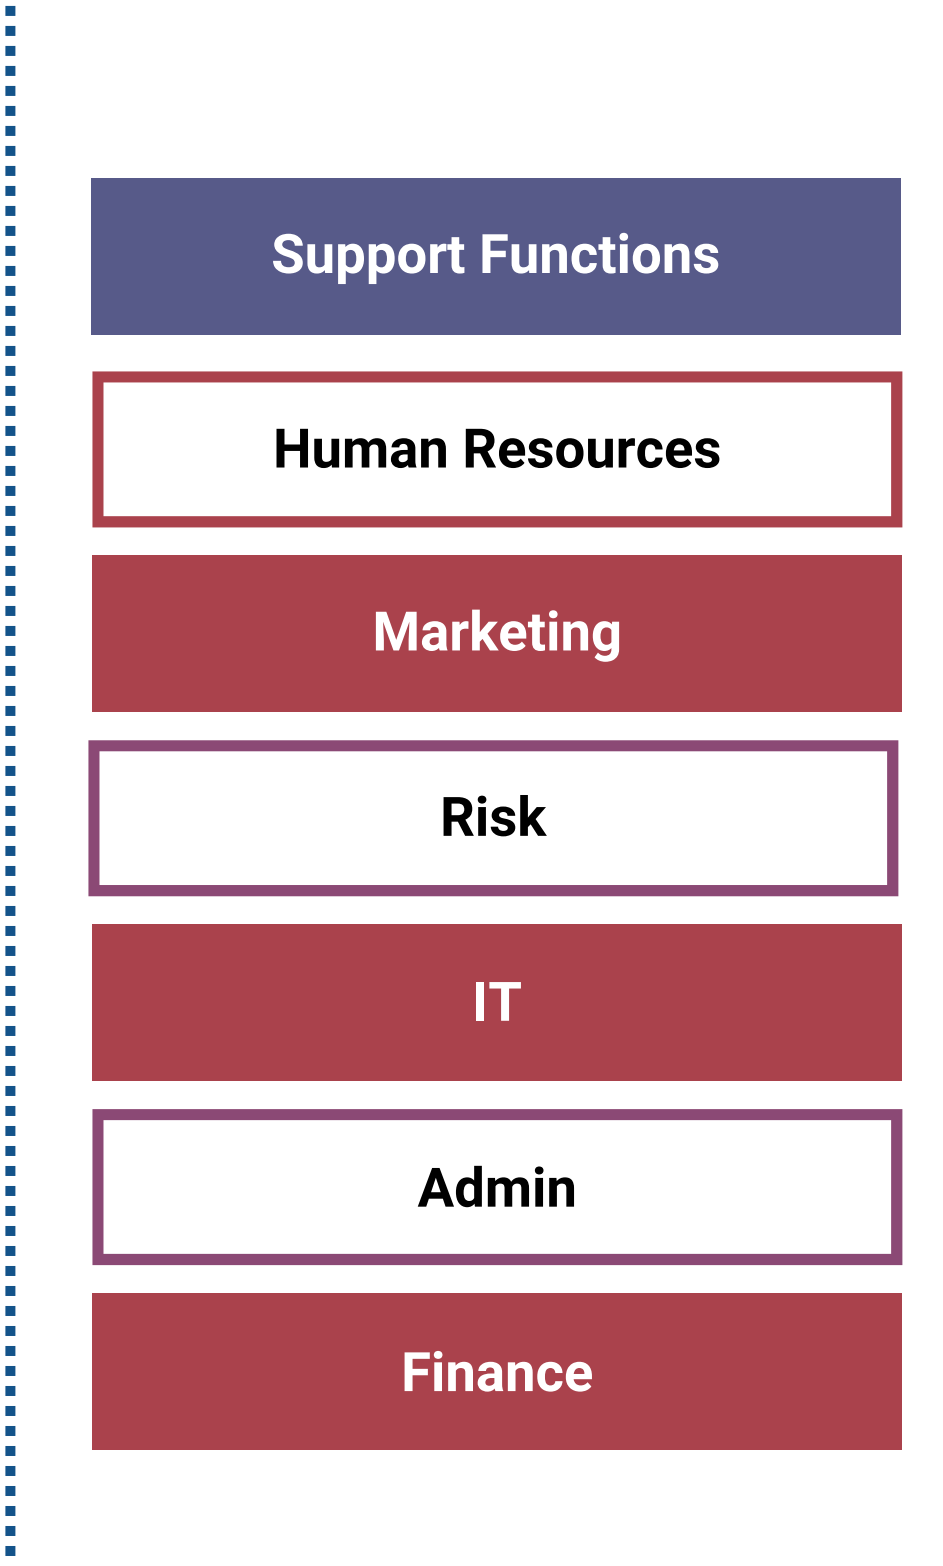 Support Functions
Human Resources
Marketing
Risk
IT
Admin
Finance